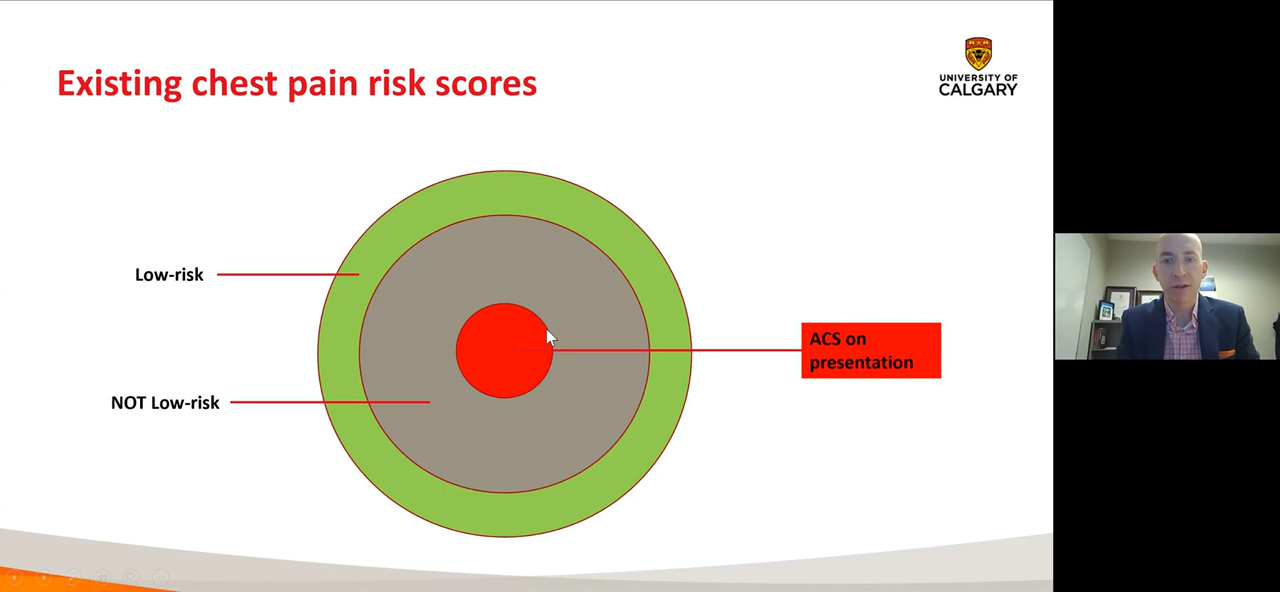 Existing chest pain risk scores
UNIVERSITY OF
CALGARY
Low-risk
NOT Low-risk
ACS on
presentation